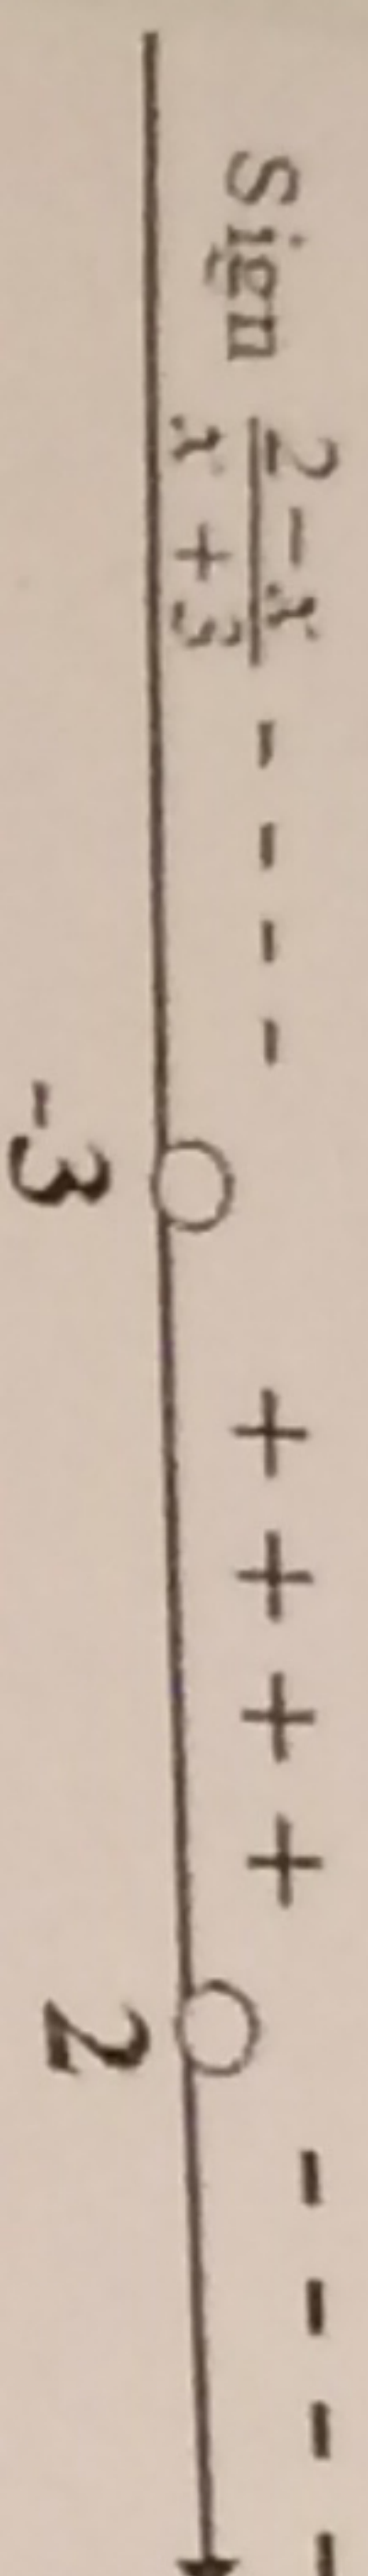 Sign (2 − x)/(x + 3) - - - - + + + + - - - -
-3 2